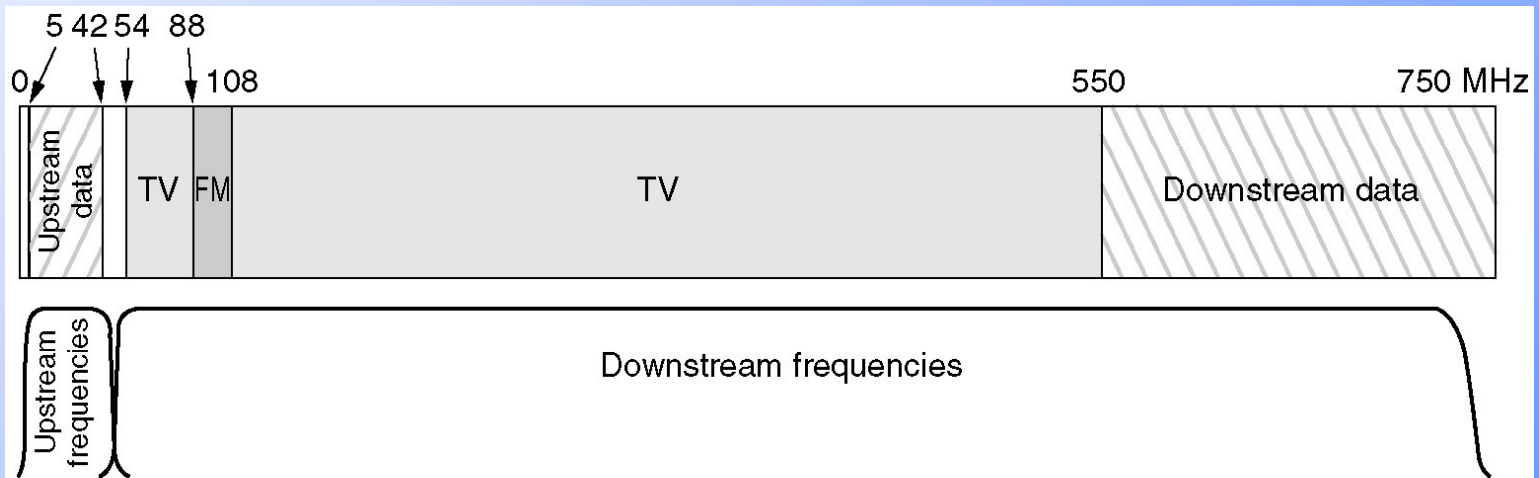 5 42 54 88
0 108 550 750 MHz
Upstream
data
TV FM TV Downstream data
Upstream
frequencies
Downstream frequencies